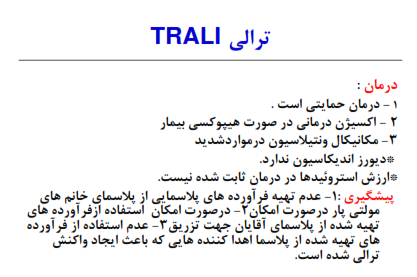 ترالی TRALI
درمان :
۱- درمان حمایتی است .
۲ - اکسیژن درمانی در صورت هیپوکسی بیمار
۳- مکانیکال ونتیلاسیون درمواردشدید
*دیورز اندیکاسیون ندارد.
*ارزش استروئیدها در درمان ثابت شده نیست.
پیشگیری :۱- عدم تهیه فرآورده های پلاسمایی از پلاسمای خانم های
مولتی پار درصورت امکان۲- درصورت امکان استفاده ازفرآورده های
تهیه شده از پلاسمای آقایان جهت تزریق۳- عدم استفاده از فرآورده
های تهیه شده از پلاسما اهدا کننده هایی که باعث ایجاد واکنش
ترالی شده است.